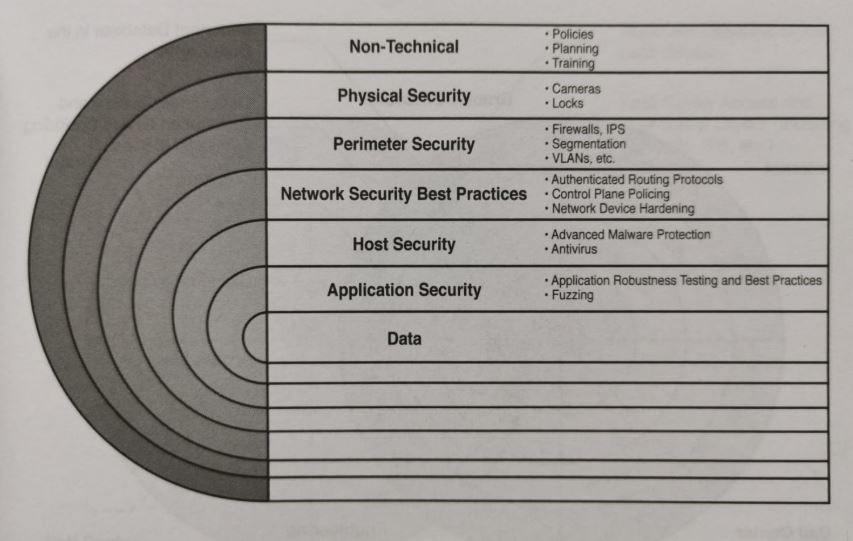 Non-Technical
• Policies
• Planning
• Training
Physical Security
• Cameras
• Locks
Perimeter Security
• Firewalls, IPS
• Segmentation
• VLANs, etc.
Network Security Best Practices
• Authenticated Routing Protocols
• Control Plane Policing
• Network Device Hardening
Host Security
• Advanced Malware Protection
• Antivirus
Application Security
• Application Robustness Testing and Best Practices
• Fuzzing
Data